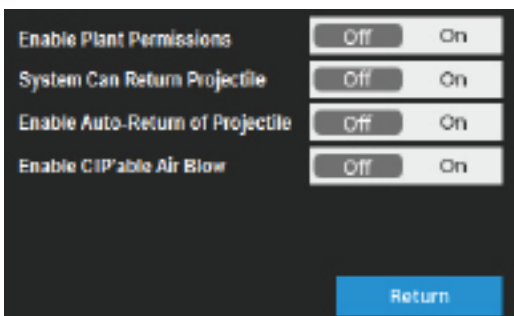 Enable Plant Permissions Off On
System Can Return Projectile Off On
Enable Auto-Return of Projectile Off On
Enable CIP'able Air Blow Off On
Return